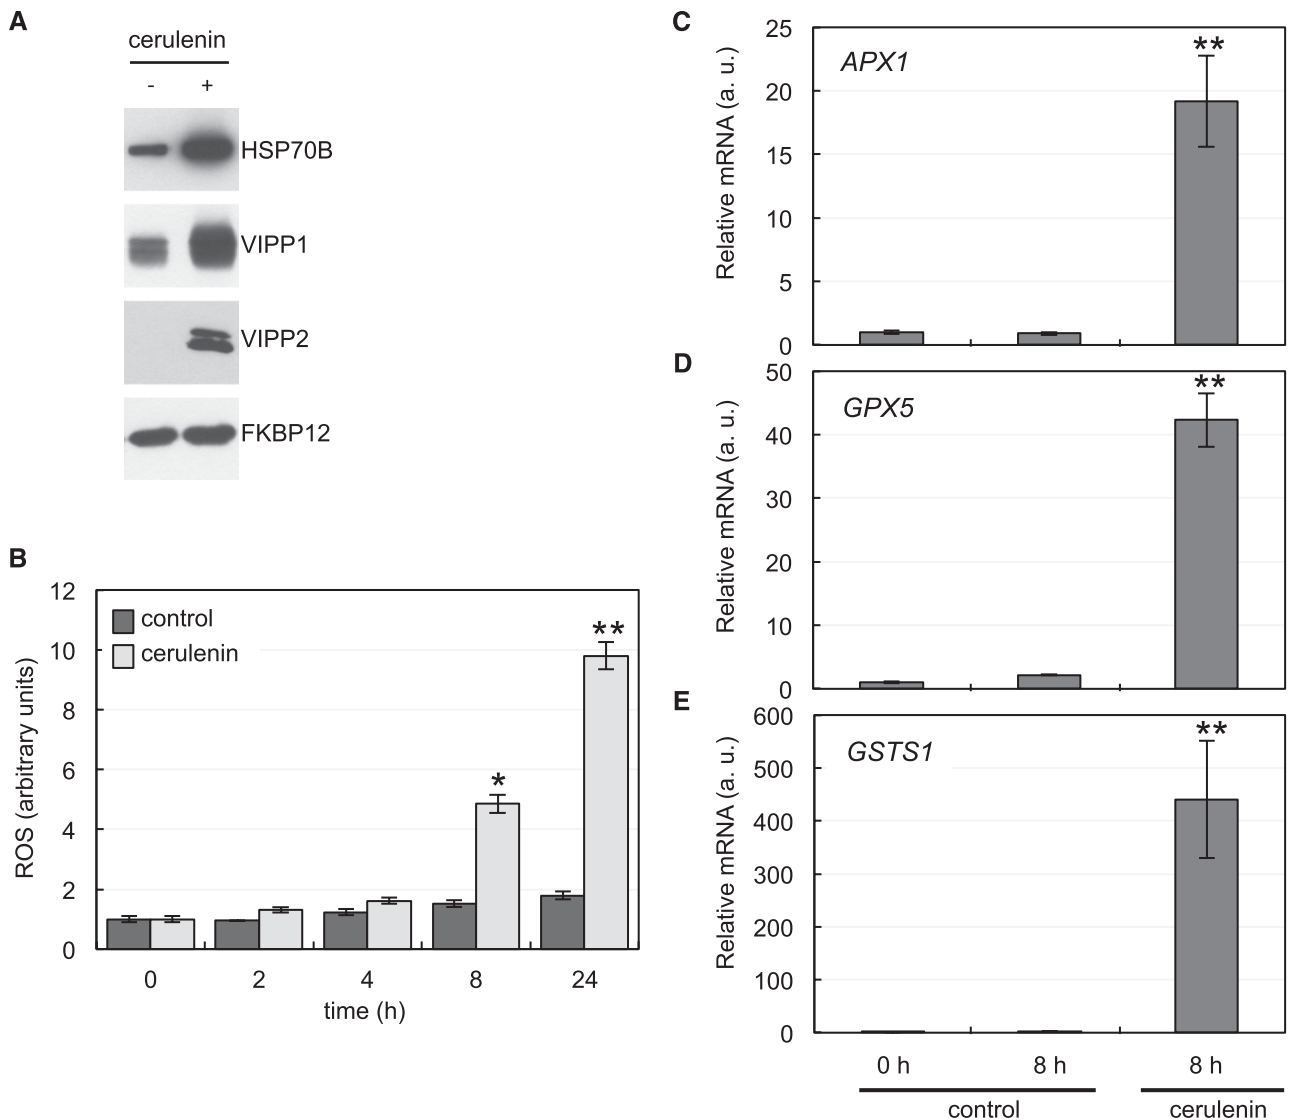 A
cerulenin
- +
HSP70B
VIPP1
VIPP2
FKBP12
B
12
10
8
6
4
2
0
ROS (arbitrary units)
control
cerulenin
*
**
0 2 4 8 24
time (h)
C
25
20
15
10
5
0
Relative mRNA (a. u.)
APX1
**
D
50
40
30
20
10
0
Relative mRNA (a. u.)
GPX5
**
E
600
500
400
300
200
100
0
Relative mRNA (a. u.)
GSTS1
**
0 h 8 h 8 h
control cerulenin